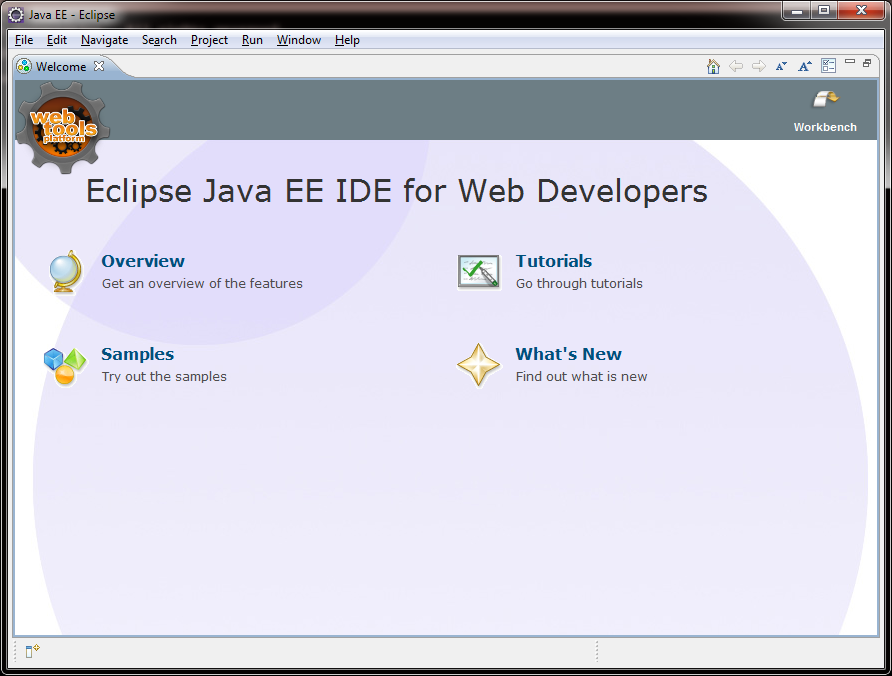 Java EE - Eclipse
File Edit Navigate Search Project Run Window Help
Welcome
web
tools
platform
Workbench
Eclipse Java EE IDE for Web Developers
Overview
Get an overview of the features
Tutorials
Go through tutorials
Samples
Try out the samples
What's New
Find out what is new